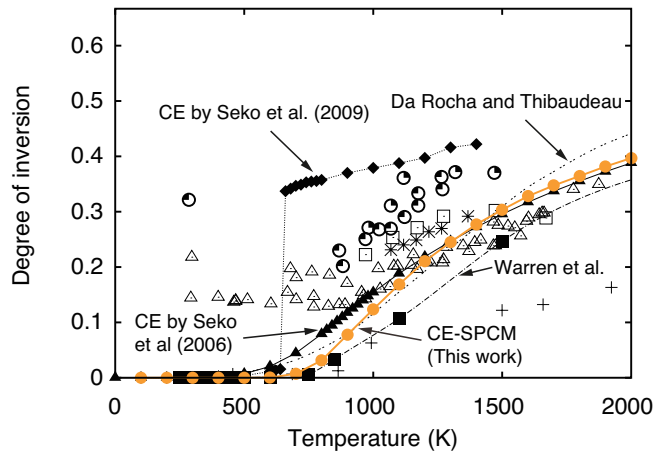 0.6
0.5
0.4
0.3
0.2
0.1
0
Degree of inversion
CE by Seko et al. (2009)
Da Rocha and Thibaudeau
Warren et al.
CE by Seko
et al (2006)
CE-SPCM
(This work)
0 500 1000 1500 2000
Temperature (K)